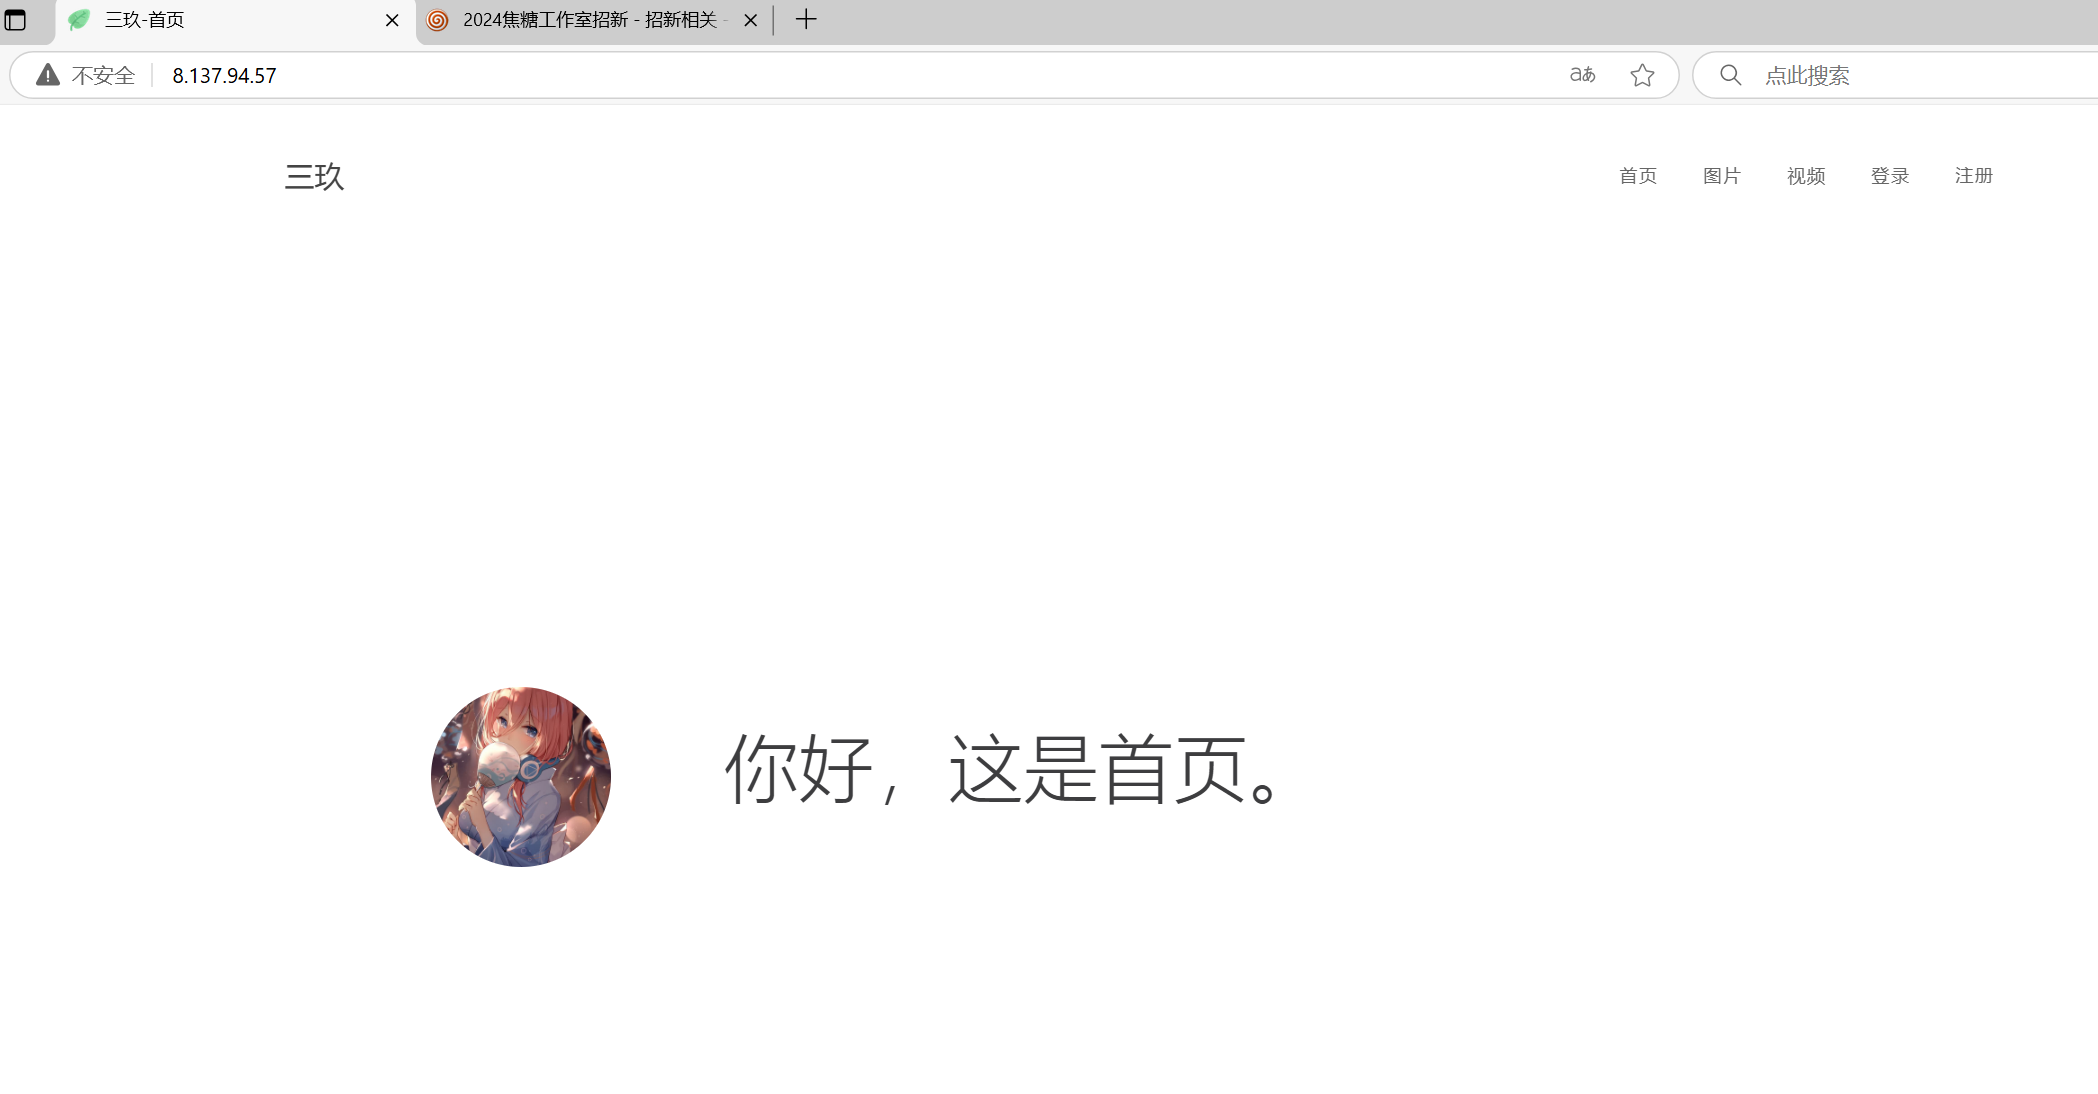 三玖-首页
2024焦糖工作室招新 - 招新相关 -
不安全
8.137.94.57
aあ
点此搜索
三玖
首页
图片
视频
登录
注册
你好，这是首页。